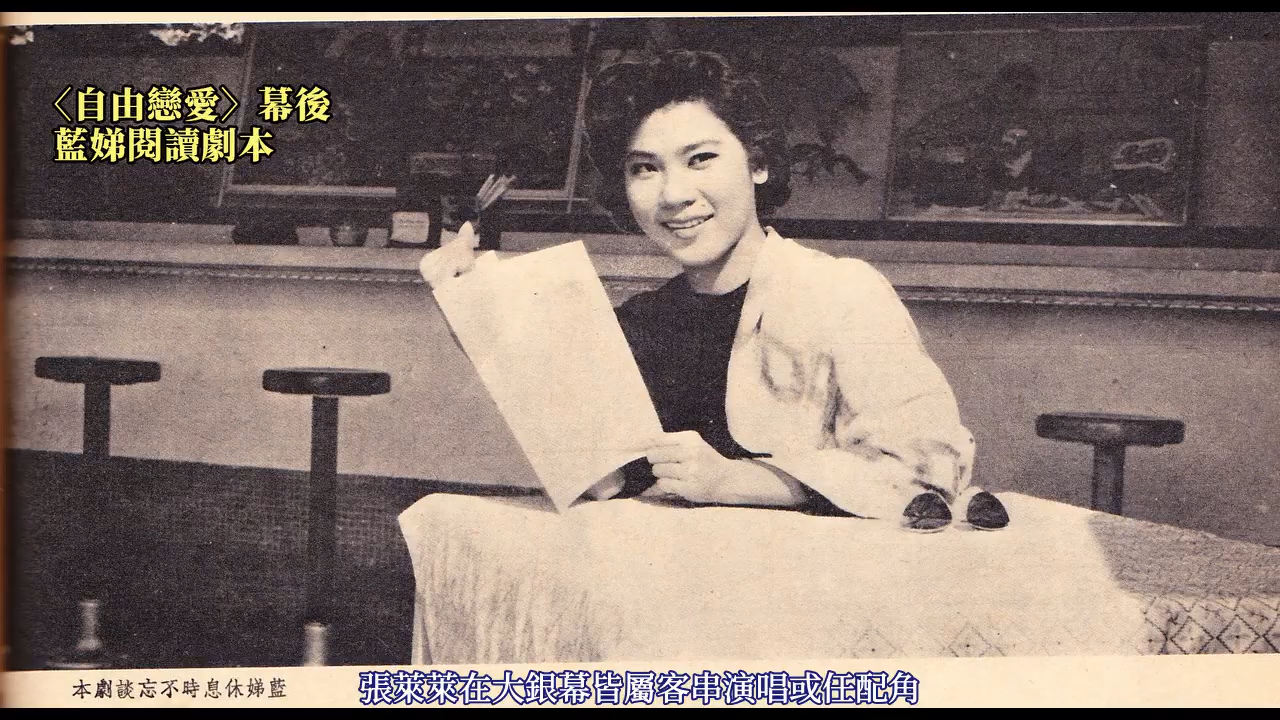 〈自由戀愛〉幕後
藍娣閱讀劇本
本劇談忘不時息休娣藍
張萊萊在大銀幕皆屬客串演唱或任配角